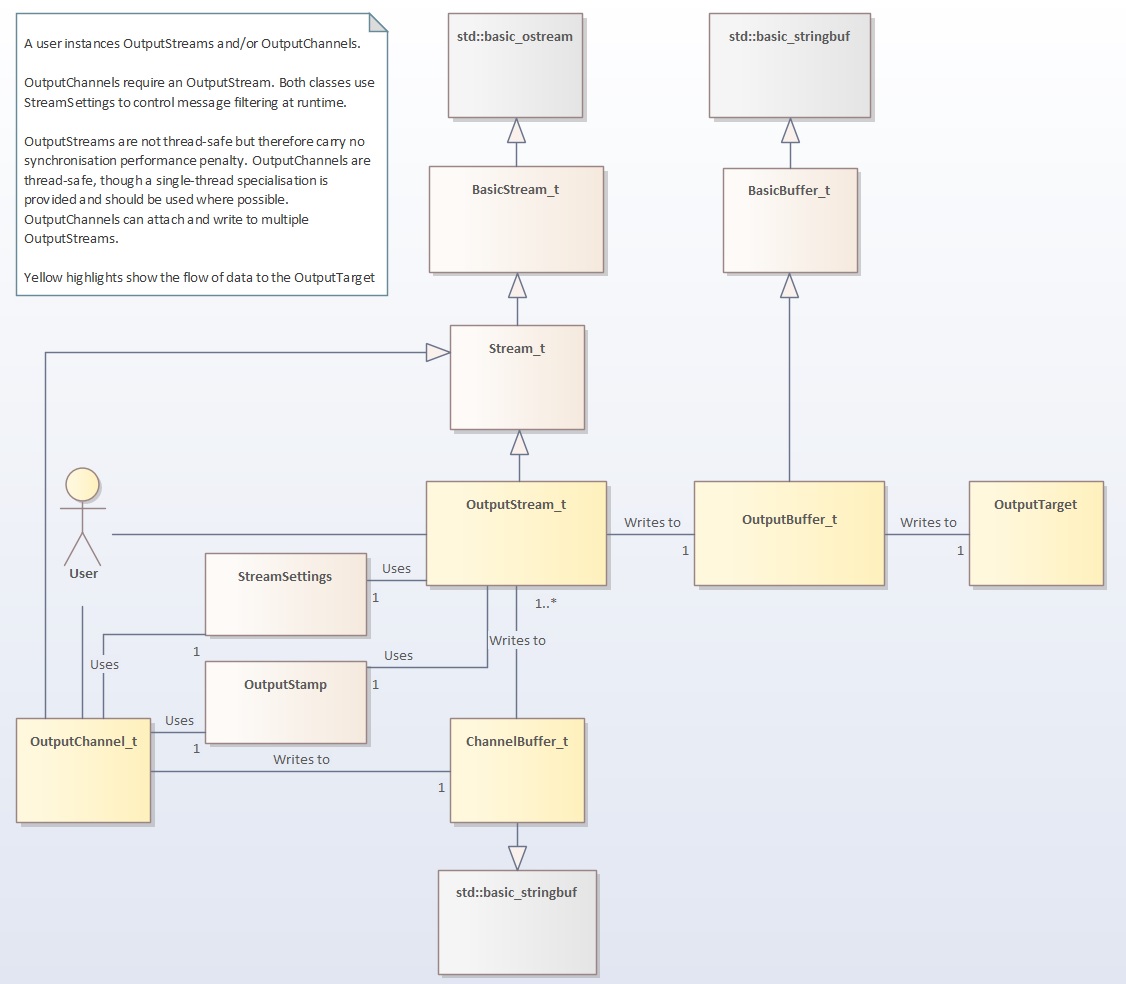 A user instances OutputStreams and/or OutputChannels.
OutputChannels require an OutputStream. Both classes use
StreamSettings to control message filtering at runtime.
OutputStreams are not thread-safe but therefore carry no
synchronisation performance penalty. OutputChannels are
thread-safe, though a single-thread specialisation is
provided and should be used where possible.
OutputChannels can attach and write to multiple
OutputStreams.
Yellow highlights show the flow of data to the OutputTarget
std::basic_ostream
std::basic_stringbuf
BasicStream_t
BasicBuffer_t
Stream_t
OutputStream_t
Writes to
1
OutputBuffer_t
Writes to
1
OutputTarget
User
StreamSettings
Uses
1
1..*
Writes to
Uses
1
OutputStamp
Uses
1
OutputChannel_t
Uses
1
Writes to
1
ChannelBuffer_t
std::basic_stringbuf